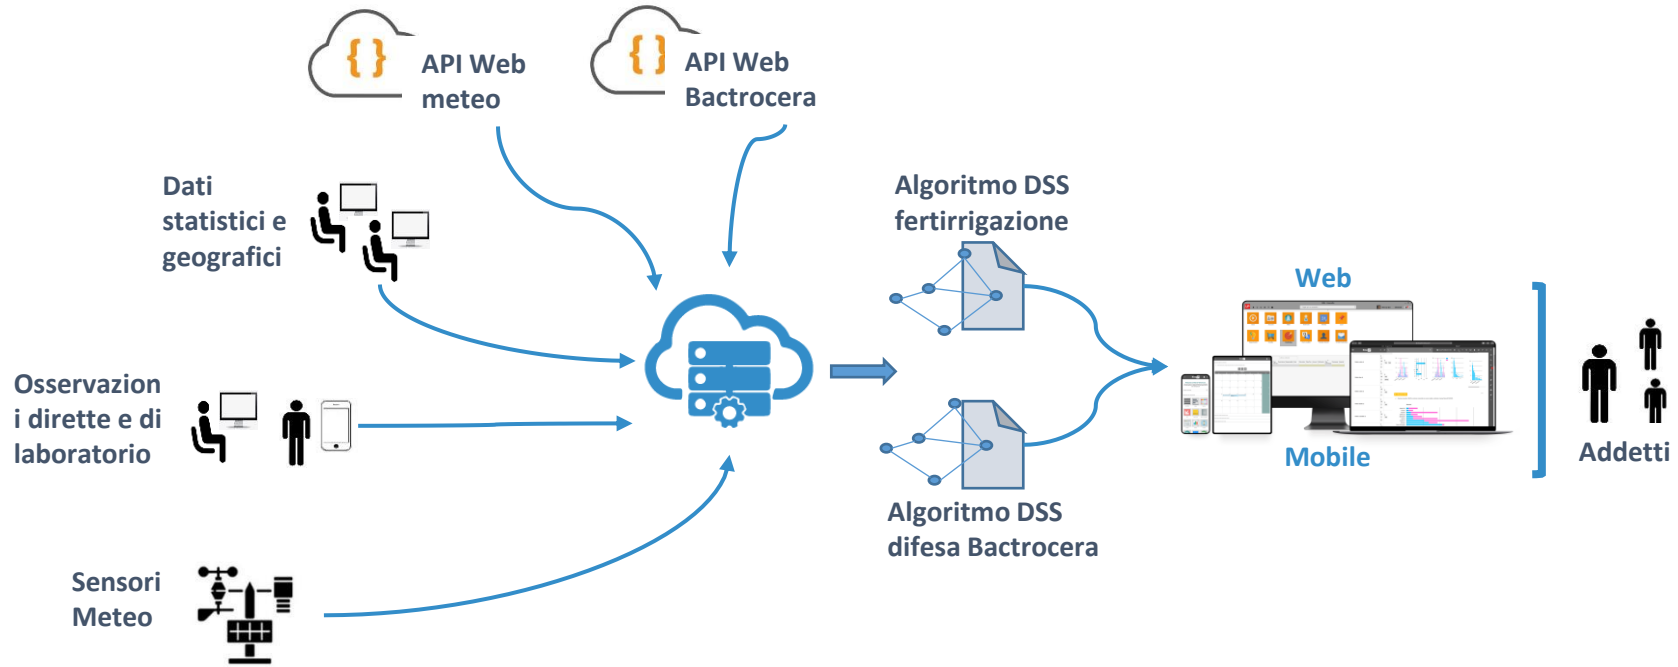 { }
API Web
meteo
{ }
API Web
Bactrocera
Dati
statistici e
geografici
Osservazion
i dirette e di
laboratorio
Sensori
Meteo
Algoritmo DSS
fertirrigazione
Algoritmo DSS
difesa Bactrocera
Web
Mobile
Addetti